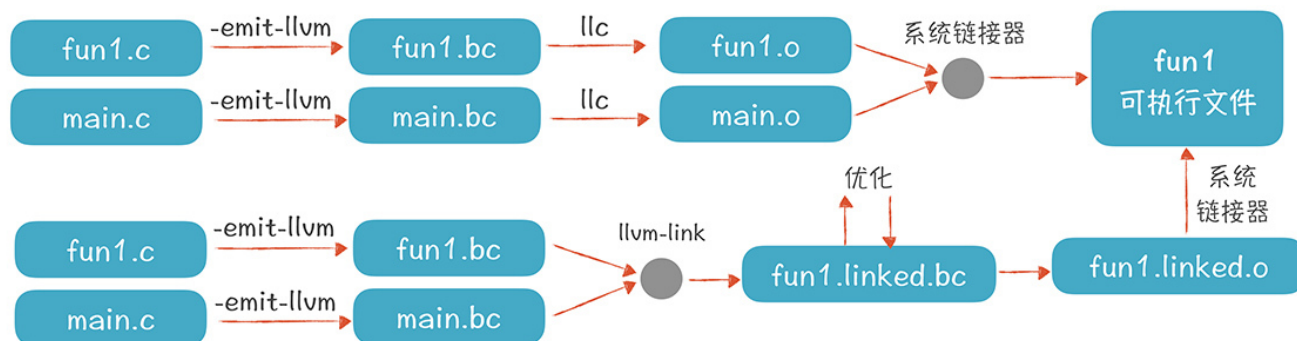 fun1.c
-emit-llvm
fun1.bc
llc
fun1.o
系统链接器
fun1
可执行文件
main.c
-emit-llvm
main.bc
llc
main.o
fun1.c
-emit-llvm
fun1.bc
llvm-link
优化
系统
链接器
fun1.linked.bc
fun1.linked.o
main.c
-emit-llvm
main.bc